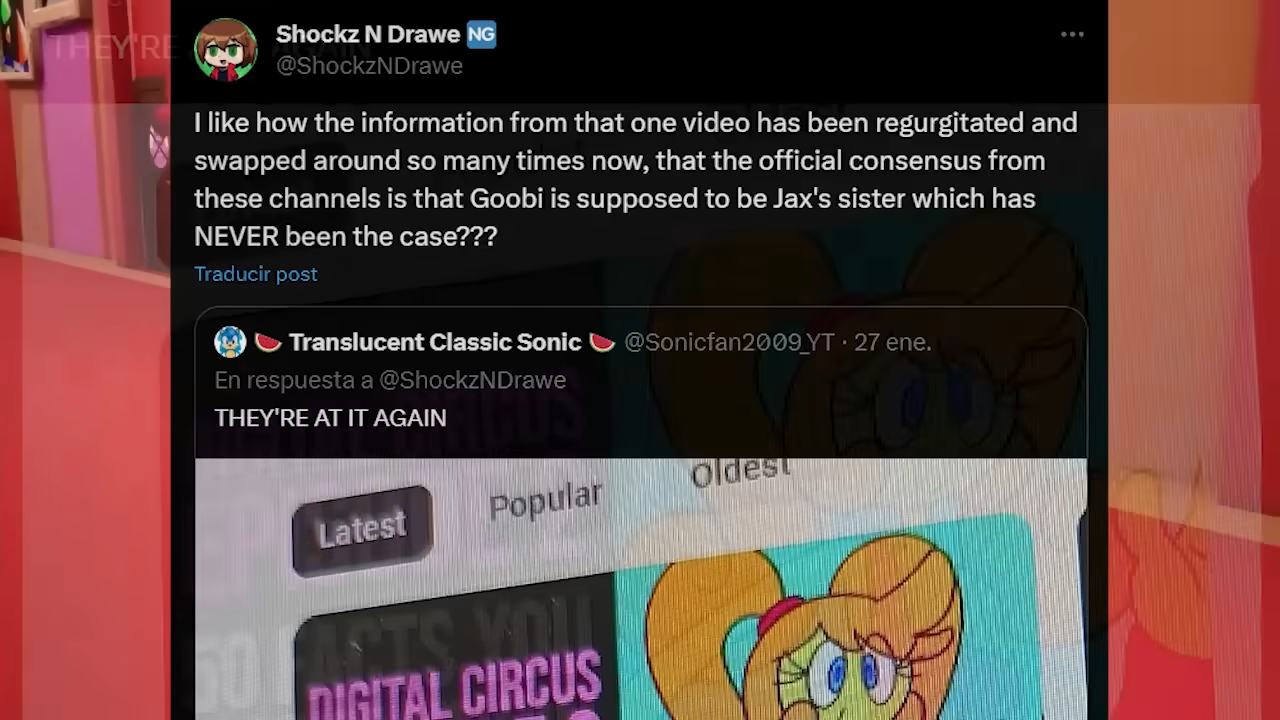 Shockz N Drawe NG
@ShockzNDrawe
I like how the information from that one video has been regurgitated and
swapped around so many times now, that the official consensus from
these channels is that Goobi is supposed to be Jax's sister which has
NEVER been the case???
Traducir post
Translucent Classic Sonic @Sonicfan2009_YT · 27 ene.
En respuesta a @ShockzNDrawe
THEY'RE AT IT AGAIN
Latest Popular Oldest
ACTS YOU
DIGITAL CIRCUS